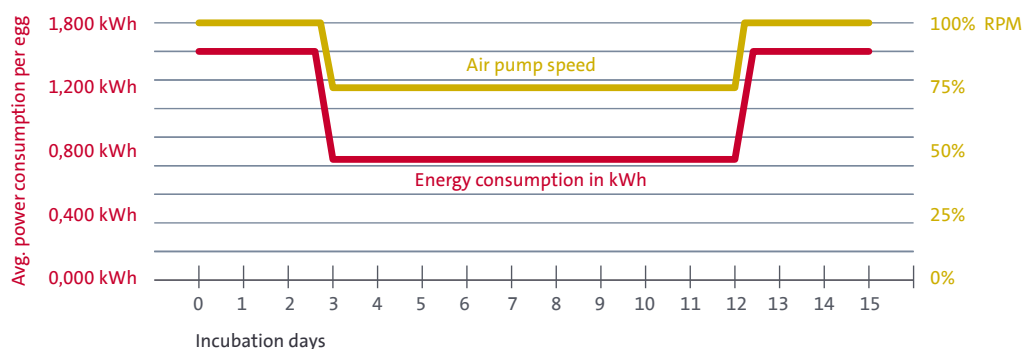 Avg. power consumption per egg
1,800 kWh
1,200 kWh
0,800 kWh
0,400 kWh
0,000 kWh
Air pump speed
Energy consumption in kWh
100% RPM
75%
50%
25%
0%
0 1 2 3 4 5 6 7 8 9 10 11 12 13 14 15
Incubation days